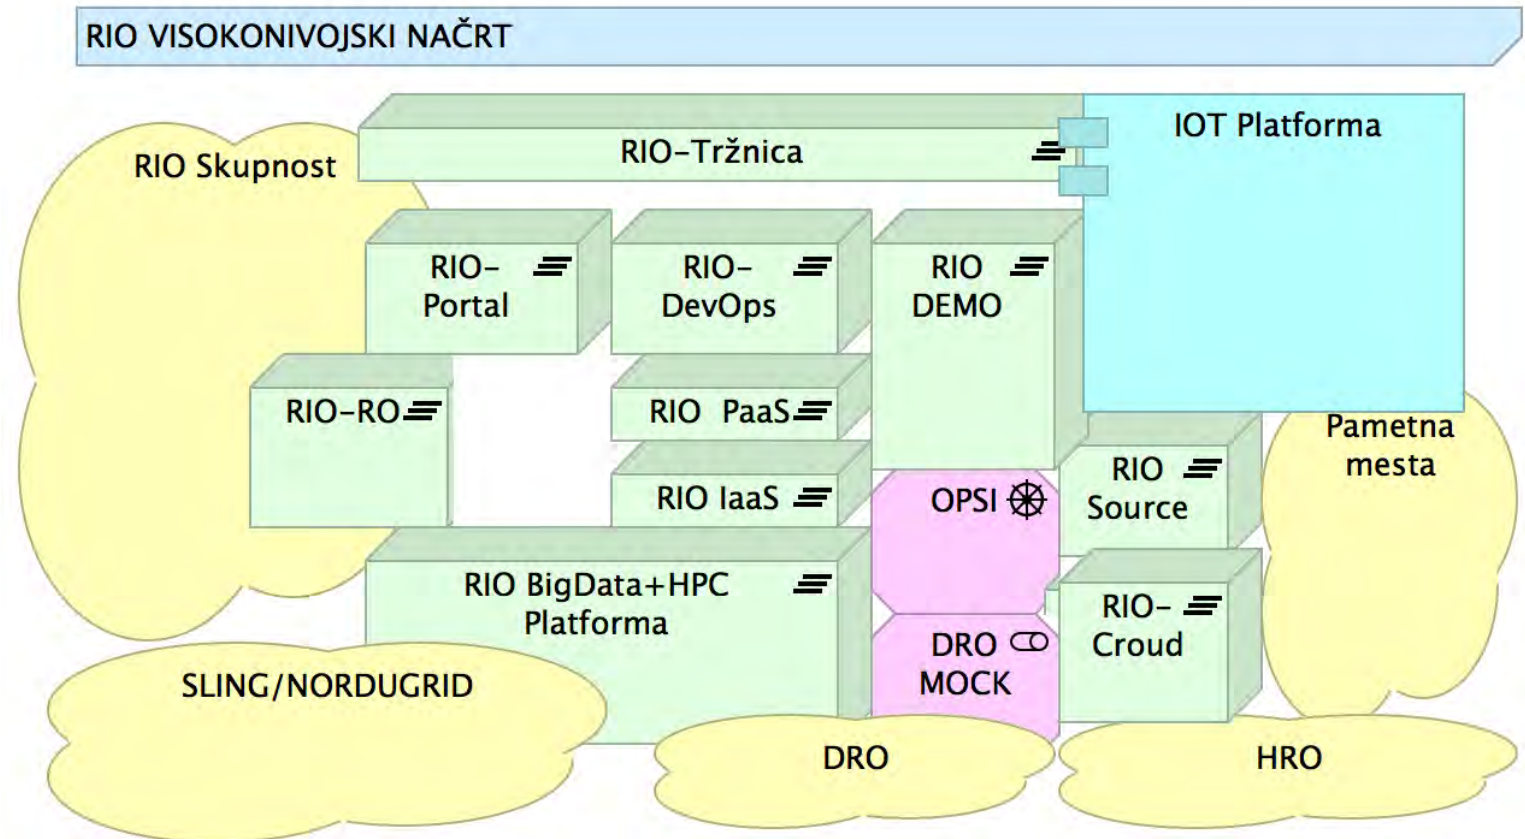 RIO VISOKONIVOJSKI NAČRT
RIO Skupnost
RIO-Tržnica
IOT Platforma
RIO-
Portal
RIO-
DevOps
RIO
DEMO
RIO-RO
RIO PaaS
RIO IaaS
OPSI
RIO
Source
Pametna
mesta
RIO BigData+HPC
Platforma
DRO
MOCK
RIO-
Croud
SLING/NORDUGRID
DRO
HRO